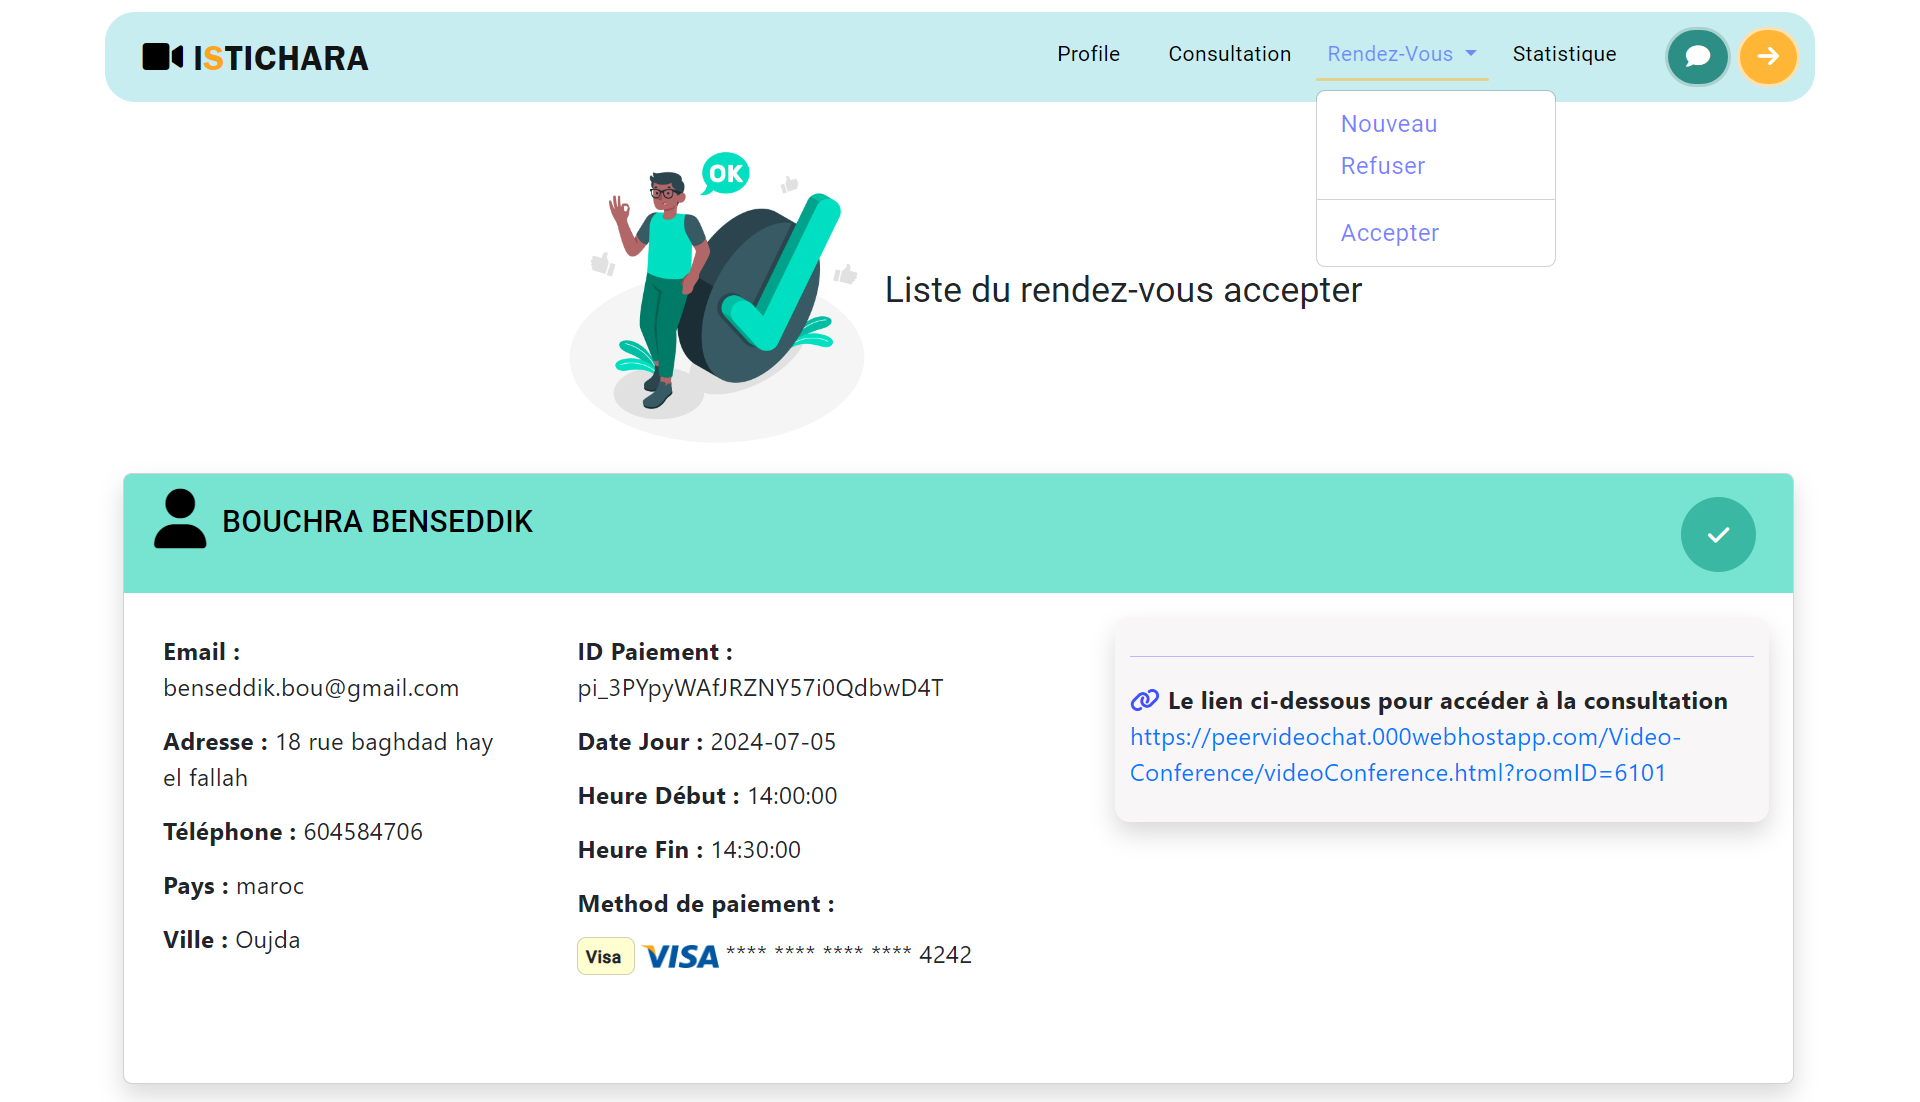 ISTICHARA
Profile
Consultation
Rendez-Vous
Statistique
Nouveau
Refuser
Accepter
OK
Liste du rendez-vous accepter
BOUCHRA BENSEDDIK
Email :
benseddik.bou@gmail.com
Adresse : 18 rue baghdad hay
el fallah
Téléphone : 604584706
Pays : maroc
Ville : Oujda
ID Paiement :
pi_3PYpyWAfJRZNY57i0QdbwD4T
Date Jour : 2024-07-05
Heure Début : 14:00:00
Heure Fin : 14:30:00
Method de paiement :
Visa VISA **** **** **** **** 4242
Le lien ci-dessous pour accéder à la consultation
https://peervideochat.000webhostapp.com/Video-
Conference/videoConference.html?roomID=6101